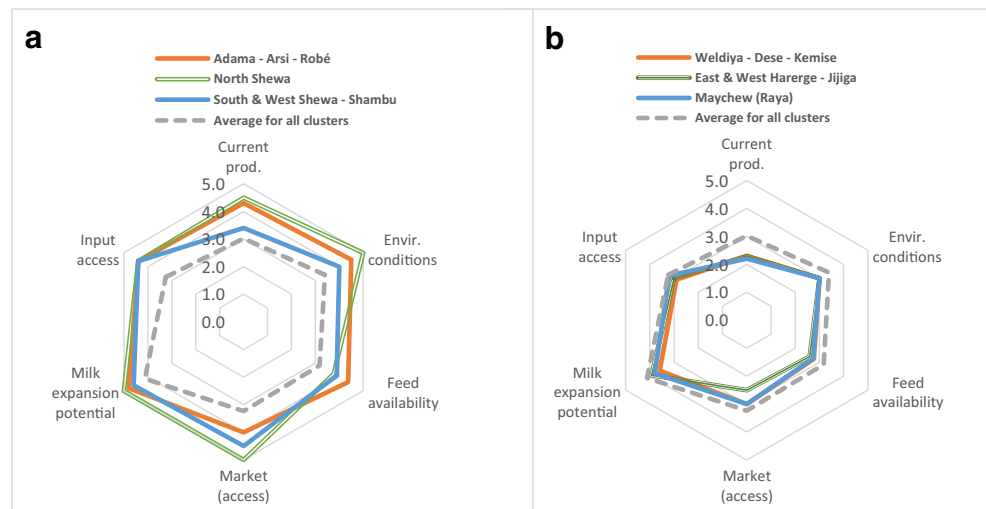 a
Adama - Arsi - Robé
North Shewa
South & West Shewa - Shambu
Average for all clusters
Current
prod.
5.0
4.0
3.0
2.0
1.0
0.0
Envir.
conditions
Feed
availability
Market
(access)
Milk
expansion
potential
Input
access
b
Weldiya - Dese - Kemise
East & West Harerge - Jijiga
Maychew (Raya)
Average for all clusters
Current
prod.
5.0
4.0
3.0
2.0
1.0
0.0
Envir.
conditions
Feed
availability
Market
(access)
Milk
expansion
potential
Input
access